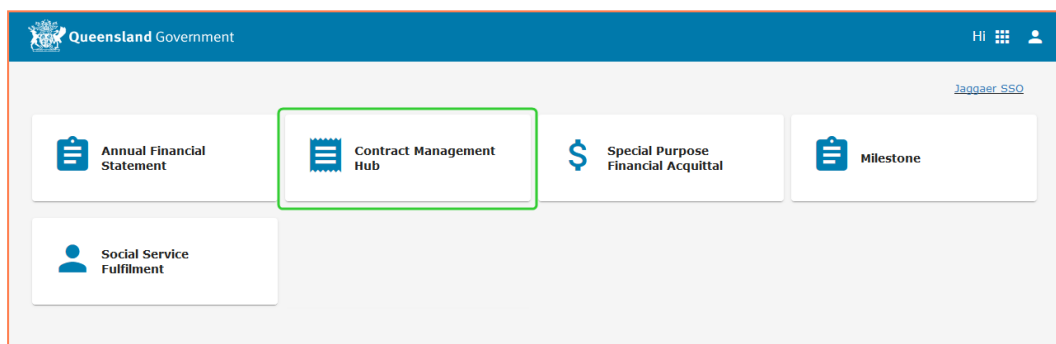 Queensland Government
Hi
Jaggaer SSO
Annual Financial
Statement
Contract Management
Hub
Special Purpose
Financial Acquittal
Milestone
Social Service
Fulfilment